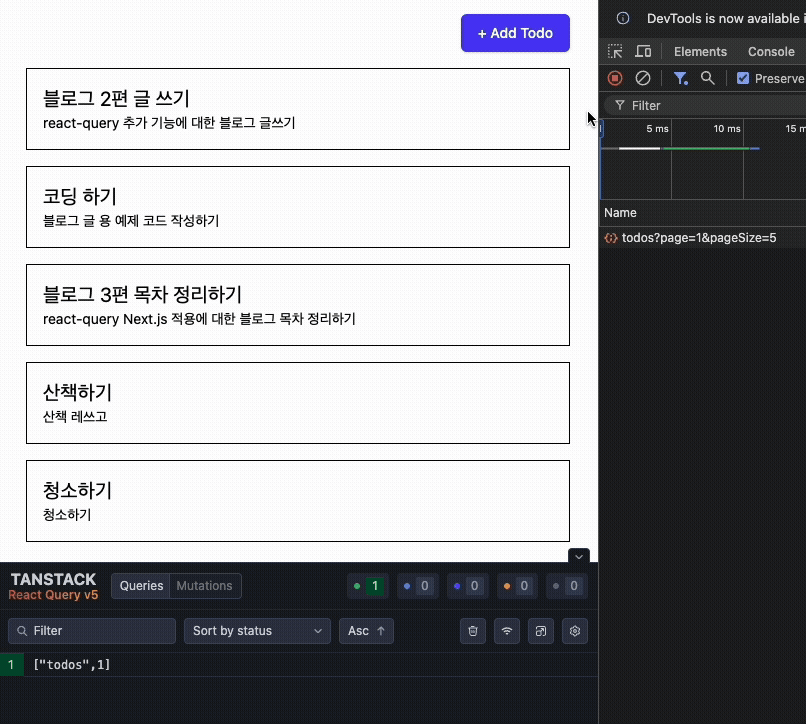 + Add Todo
블로그 2편 글 쓰기
react-query 추가 기능에 대한 블로그 글쓰기
코딩 하기
블로그 글 용 예제 코드 작성하기
블로그 3편 목차 정리하기
react-query Next.js 적용에 대한 블로그 목차 정리하기
산책하기
산책 레쓰고
청소하기
청소하기
TANSTACK
React Query v5
Queries Mutations
1 0 0 0 0
Filter Sort by status Asc
1 ["todos",1]
DevTools is now available i
Elements Console
Preserve
Filter
5 ms 10 ms 15 m
Name
todos?page=1&pageSize=5